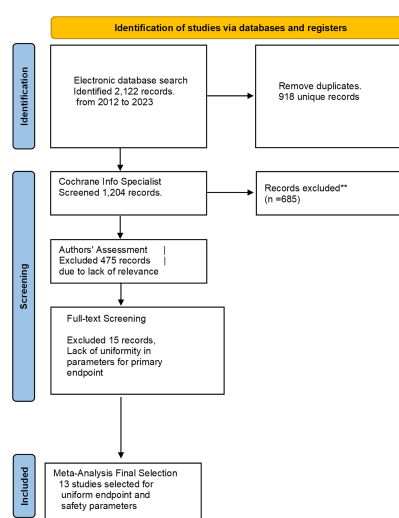 Identification of studies via databases and registers
Identification
Electronic database search
Identified 2,122 records.
from 2012 to 2023
Remove duplicates.
918 unique records
Screening
Cochrane Info Specialist
Screened 1,204 records.
Records excluded**
(n =685)
Authors' Assessment |
Excluded 475 records |
due to lack of relevance
Full-text Screening
Excluded 15 records,
Lack of uniformity in
parameters for primary
endpoint
Included
Meta-Analysis Final Selection
13 studies selected for
uniform endpoint and
safety parameters